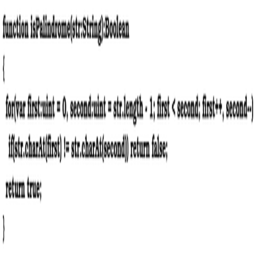 function isPalindrome(str:String):Boolean
{
for(var first:uint = 0, second:uint = str.length - 1; first < second; first++, second--)
if(str.charAt(first) != str.charAt(second)) return false;
return true;
}